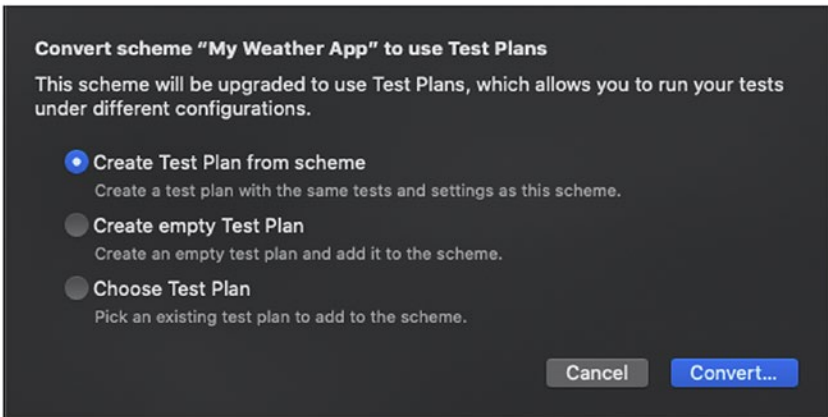 Convert scheme “My Weather App” to use Test Plans
This scheme will be upgraded to use Test Plans, which allows you to run your tests
under different configurations.
Create Test Plan from scheme
Create a test plan with the same tests and settings as this scheme.
Create empty Test Plan
Create an empty test plan and add it to the scheme.
Choose Test Plan
Pick an existing test plan to add to the scheme.
Cancel
Convert...